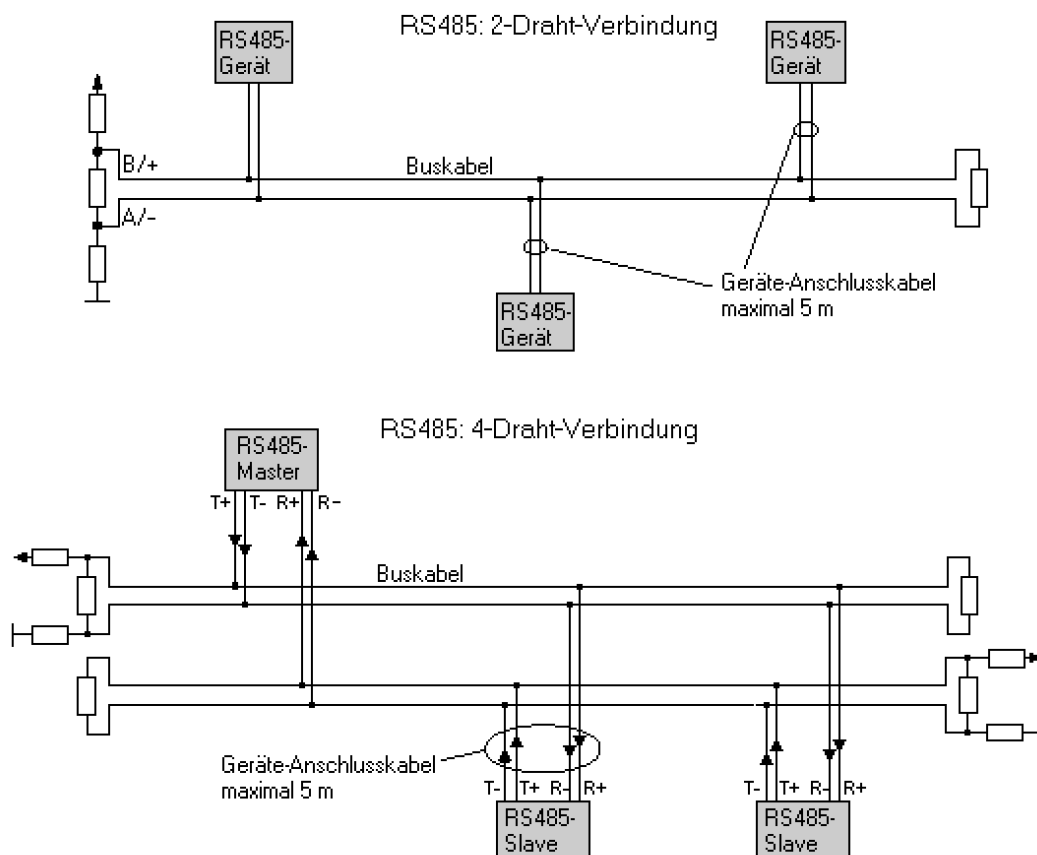 RS485: 2-Draht-Verbindung
RS485-
Gerät
RS485-
Gerät
B/+
Buskabel
A/-
Geräte-Anschlusskabel
maximal 5 m
RS485-
Gerät
RS485: 4-Draht-Verbindung
RS485-
Master
T+ T- R+ R-
Buskabel
Geräte-Anschlusskabel
maximal 5 m
T- T+ R- R+
T- T+ R- R+
RS485-
Slave
RS485-
Slave